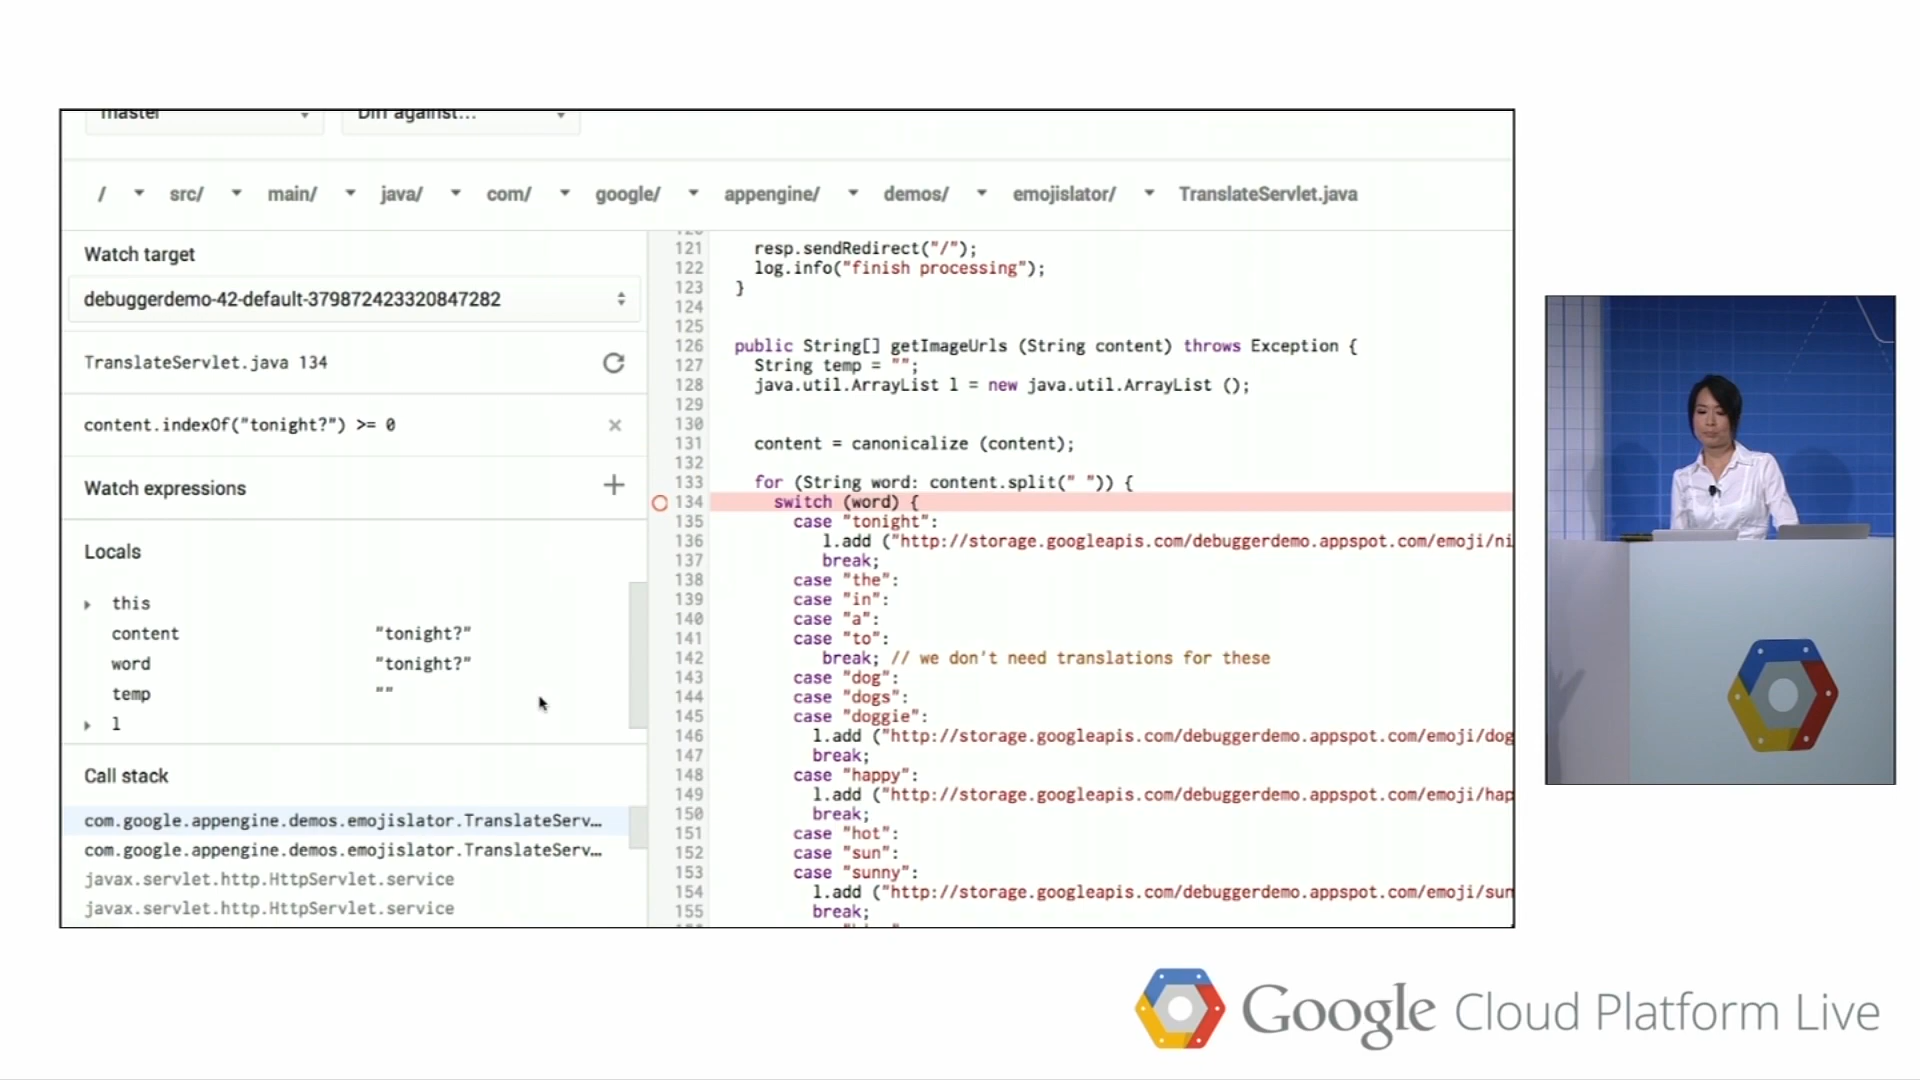 master Diff against...
/ src/ main/ java/ com/ google/ appengine/ demos/ emojislator/ TranslateServlet.java
Watch target
debuggerdemo-42-default-379872423320847282
TranslateServlet.java 134
content.indexOf("tonight?") >= 0
Watch expressions
Locals
this
content "tonight?"
word "tonight?"
temp ""
l
Call stack
com.google.appengine.demos.emojislator.TranslateServ...
com.google.appengine.demos.emojislator.TranslateServ...
javax.servlet.http.HttpServlet.service
javax.servlet.http.HttpServlet.service
120
121 resp.sendRedirect("/");
122 log.info("finish processing");
123 }
124
125
126 public String[] getImageUrls (String content) throws Exception {
127 String temp = "";
128 java.util.ArrayList l = new java.util.ArrayList ();
129
130
131 content = canonicalize (content);
132
133 for (String word: content.split(" ")) {
134 switch (word) {
135 case "tonight":
136 l.add ("http://storage.googleapis.com/debuggerdemo.appspot.com/emoji/ni
137 break;
138 case "the":
139 case "in":
140 case "a":
141 case "to":
142 break; // we don't need translations for these
143 case "dog":
144 case "dogs":
145 case "doggie":
146 l.add ("http://storage.googleapis.com/debuggerdemo.appspot.com/emoji/dog
147 break;
148 case "happy":
149 l.add ("http://storage.googleapis.com/debuggerdemo.appspot.com/emoji/hap
150 break;
151 case "hot":
152 case "sun":
153 case "sunny":
154 l.add ("http://storage.googleapis.com/debuggerdemo.appspot.com/emoji/sun
155 break;
Google Cloud Platform Live